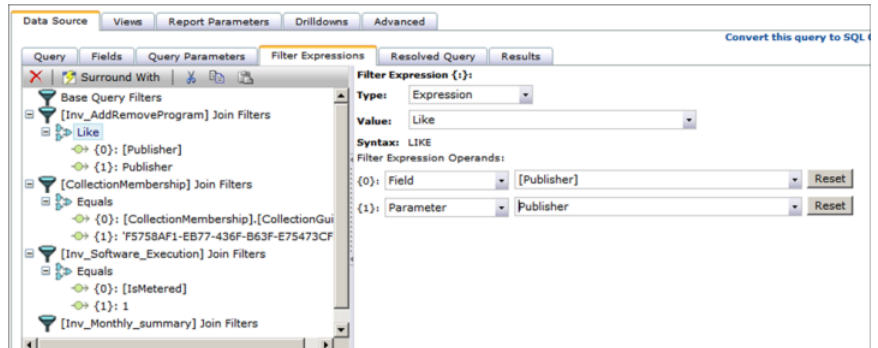 Data Source Views Report Parameters Drilldowns Advanced
Convert this query to SQL
Query Fields Query Parameters Filter Expressions Resolved Query Results
Surround With
Base Query Filters
[Inv_AddRemoveProgram] Join Filters
Like
{0}: [Publisher]
{1}: Publisher
[CollectionMembership] Join Filters
Equals
{0}: [CollectionMembership].[CollectionGui
{1}: 'F5758AF1-EB77-436F-B63F-E75473CF
[Inv_Software_Execution] Join Filters
Equals
{0}: [IsMetered]
{1}: 1
[Inv_Monthly_summary] Join Filters
Filter Expression {:}:
Type: Expression
Value: Like
Syntax: LIKE
Filter Expression Operands:
{0}: Field [Publisher] Reset
{1}: Parameter Publisher Reset